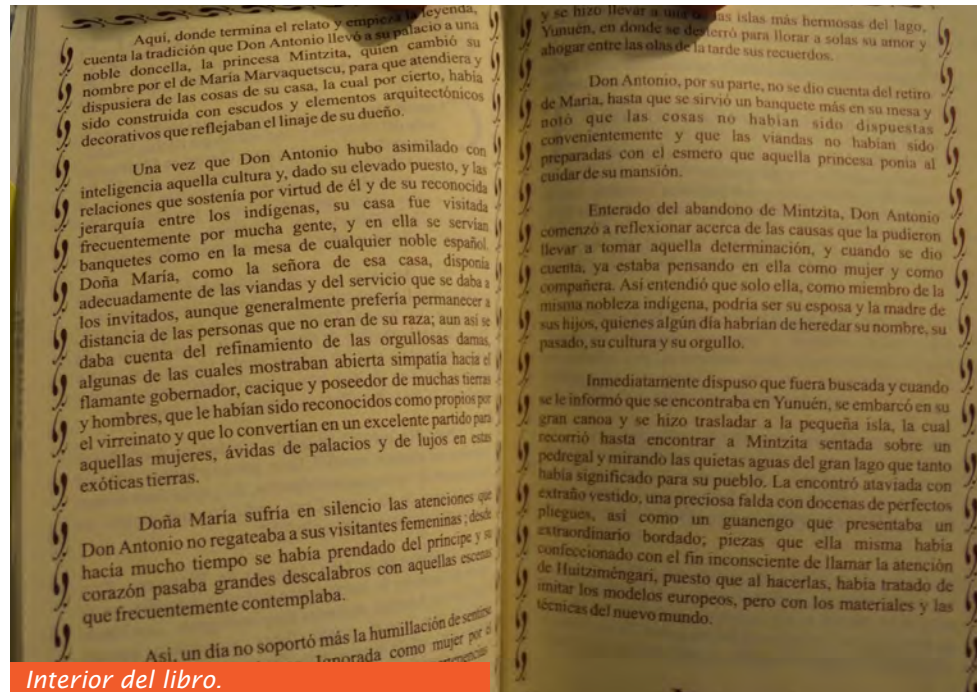 Aquí, donde termina el relato y empieza la leyenda,
cuenta la tradición que Don Antonio llevó a su palacio a una
noble doncella, la princesa Mintzita, quien cambió su
nombre por el de María Marvaquetscu, para que atendiera y
dispusiera de las cosas de su casa, la cual por cierto, había
sido construida con escudos y elementos arquitectónicos
decorativos que reflejaban el linaje de su dueño.
Una vez que Don Antonio hubo asimilado con
inteligencia aquella cultura y, dado su elevado puesto, y las
relaciones que sostenía por virtud de él y de su reconocida
jerarquía entre los indígenas, su casa fue visitada
frecuentemente por mucha gente, y en ella se servían
banquetes como en la mesa de cualquier noble español.
Doña María, como la señora de esa casa, disponía
adecuadamente de las viandas y del servicio que se daba a
los invitados, aunque generalmente prefería permanecer a
distancia de las personas que no eran de su raza; aun así se
daba cuenta del refinamiento de las orgullosas damas,
algunas de las cuales mostraban abierta simpatía hacia el
flamante gobernador, cacique y poseedor de muchas tierras
y hombres, que le habían sido reconocidos como propios por
el virreinato y que lo convertían en un excelente partido para
aquellas mujeres, ávidas de palacios y de lujos en estas
exóticas tierras.
Doña María sufría en silencio las atenciones que
Don Antonio no regateaba a sus visitantes femeninas; desde
hacía mucho tiempo se había prendado del príncipe y su
corazón pasaba grandes descalabros con aquellas escenas
que frecuentemente contemplaba.
Así, un día no soportó más la humillación de sentirse
Ignorada como mujer por el
y se hizo llevar a una de las islas más hermosas del lago,
Yunuén, en donde se desterró para llorar a solas su amor y
ahogar entre las olas de la tarde sus recuerdos.
Don Antonio, por su parte, no se dio cuenta del retiro
de María, hasta que se sirvió un banquete más en su mesa y
notó que las cosas no habían sido dispuestas
convenientemente y que las viandas no habían sido
preparadas con el esmero que aquella princesa ponía al
cuidar de su mansión.
Enterado del abandono de Mintzita, Don Antonio
comenzó a reflexionar acerca de las causas que la pudieron
llevar a tomar aquella determinación, y cuando se dio
cuenta, ya estaba pensando en ella como mujer y como
compañera. Así entendió que solo ella, como miembro de la
misma nobleza indígena, podría ser su esposa y la madre de
sus hijos, quienes algún día habrían de heredar su nombre, su
pasado, su cultura y su orgullo.
Inmediatamente dispuso que fuera buscada y cuando
se le informó que se encontraba en Yunuén, se embarcó en su
gran canoa y se hizo trasladar a la pequeña isla, la cual
recorrió hasta encontrar a Mintzita sentada sobre un
pedregal y mirando las quietas aguas del gran lago que tanto
había significado para su pueblo. La encontró ataviada con
extraño vestido, una preciosa falda con docenas de perfectos
pliegues, así como un guanengo que presentaba un
extraordinario bordado; piezas que ella misma había
confeccionado con el fin inconsciente de llamar la atención
de Huitziméngari, puesto que al hacerlas, había tratado de
imitar los modelos europeos, pero con los materiales y las
técnicas del nuevo mundo.
Interior del libro.